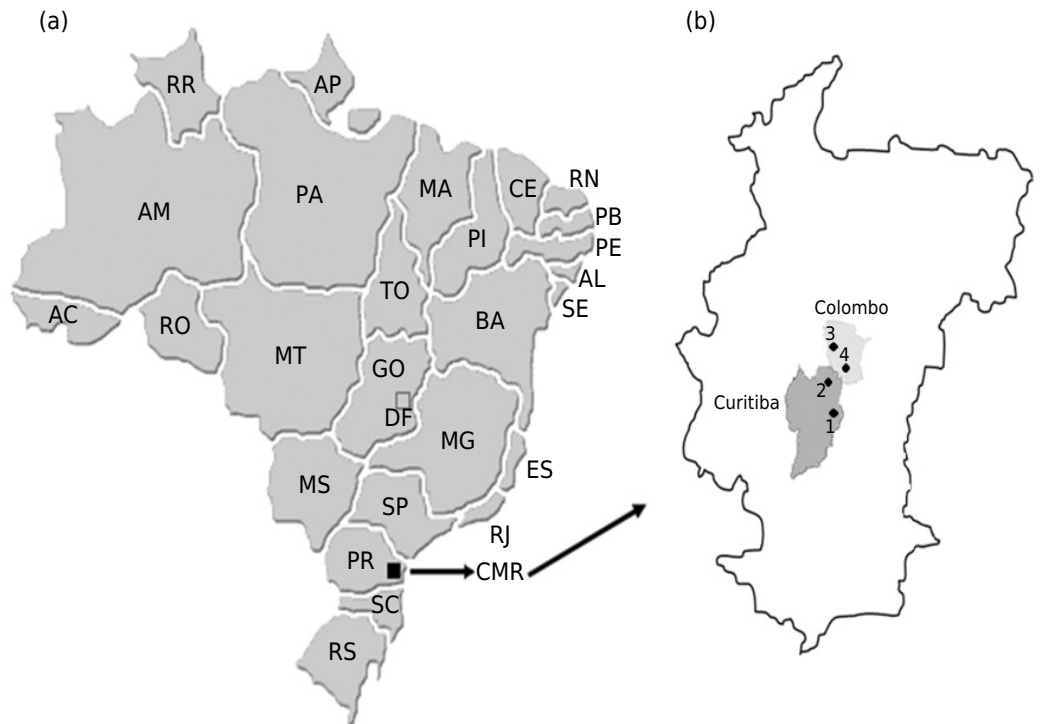 (a)
(b)
RR
AP
AM
PA
MA
CE
RN
PB
PE
PI
AL
SE
AC
RO
TO
BA
MT
GO
DF
MG
ES
MS
SP
RJ
PR
CMR
SC
RS
Colombo
3
4
Curitiba
2
1